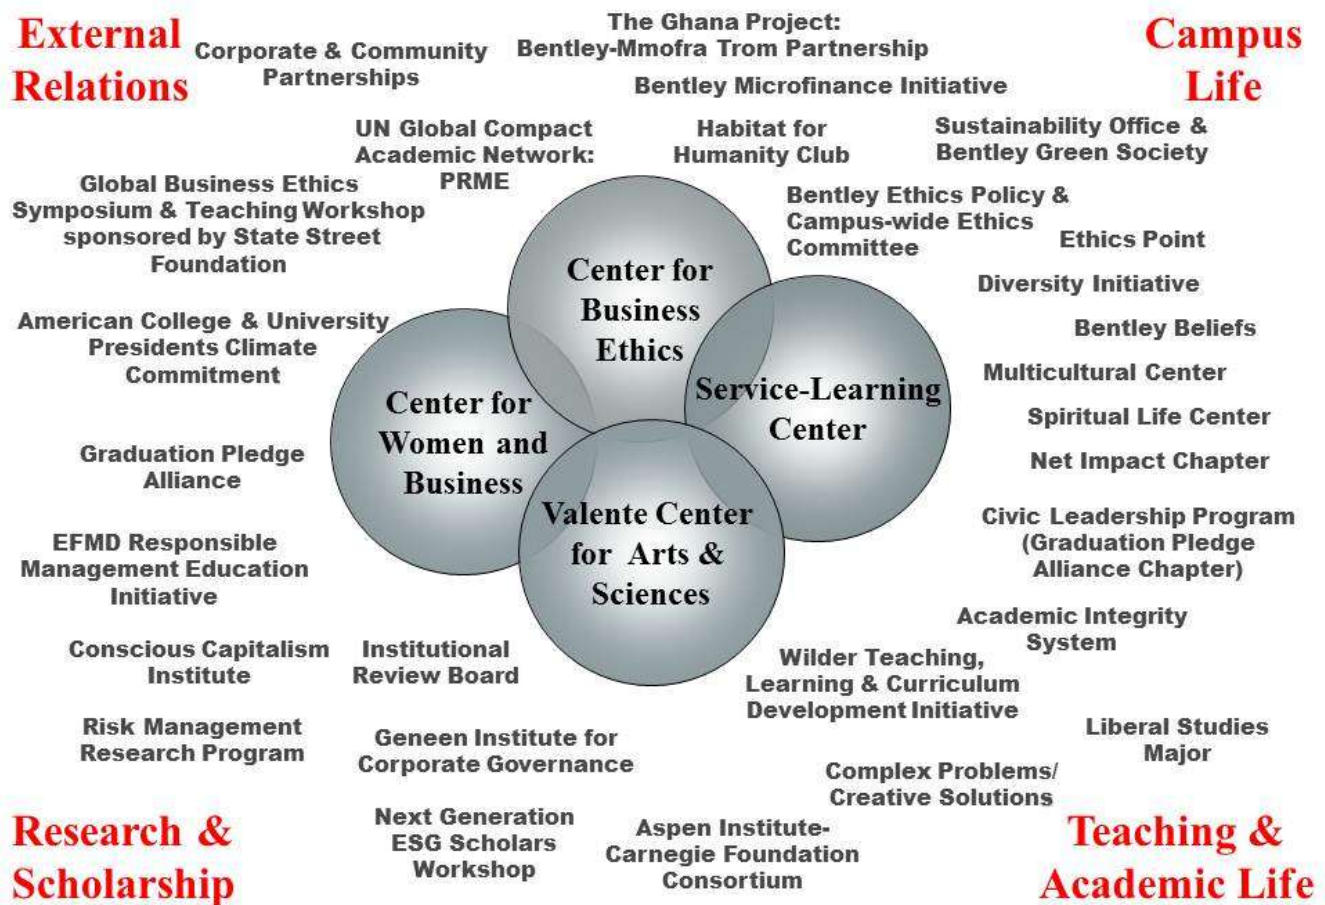 External
Relations
Corporate & Community
Partnerships
The Ghana Project:
Bentley-Mmofra Trom Partnership
Bentley Microfinance Initiative
Campus
Life
UN Global Compact
Academic Network:
PRME
Habitat for
Humanity Club
Sustainability Office &
Bentley Green Society
Global Business Ethics
Symposium & Teaching Workshop
sponsored by State Street
Foundation
Bentley Ethics Policy &
Campus-wide Ethics
Committee
Ethics Point
Diversity Initiative
Bentley Beliefs
Multicultural Center
Spiritual Life Center
Net Impact Chapter
American College & University
Presidents Climate
Commitment
Center for
Business
Ethics
Service-Learning
Center
Center for
Women and
Business
Valente Center
for Arts &
Sciences
Graduation Pledge
Alliance
EFMD Responsible
Management Education
Initiative
Civic Leadership Program
(Graduation Pledge
Alliance Chapter)
Academic Integrity
System
Conscious Capitalism
Institute
Institutional
Review Board
Wilder Teaching,
Learning & Curriculum
Development Initiative
Risk Management
Research Program
Geneen Institute for
Corporate Governance
Liberal Studies
Major
Complex Problems/
Creative Solutions
Research &
Scholarship
Next Generation
ESG Scholars
Workshop
Aspen Institute-
Carnegie Foundation
Consortium
Teaching &
Academic Life